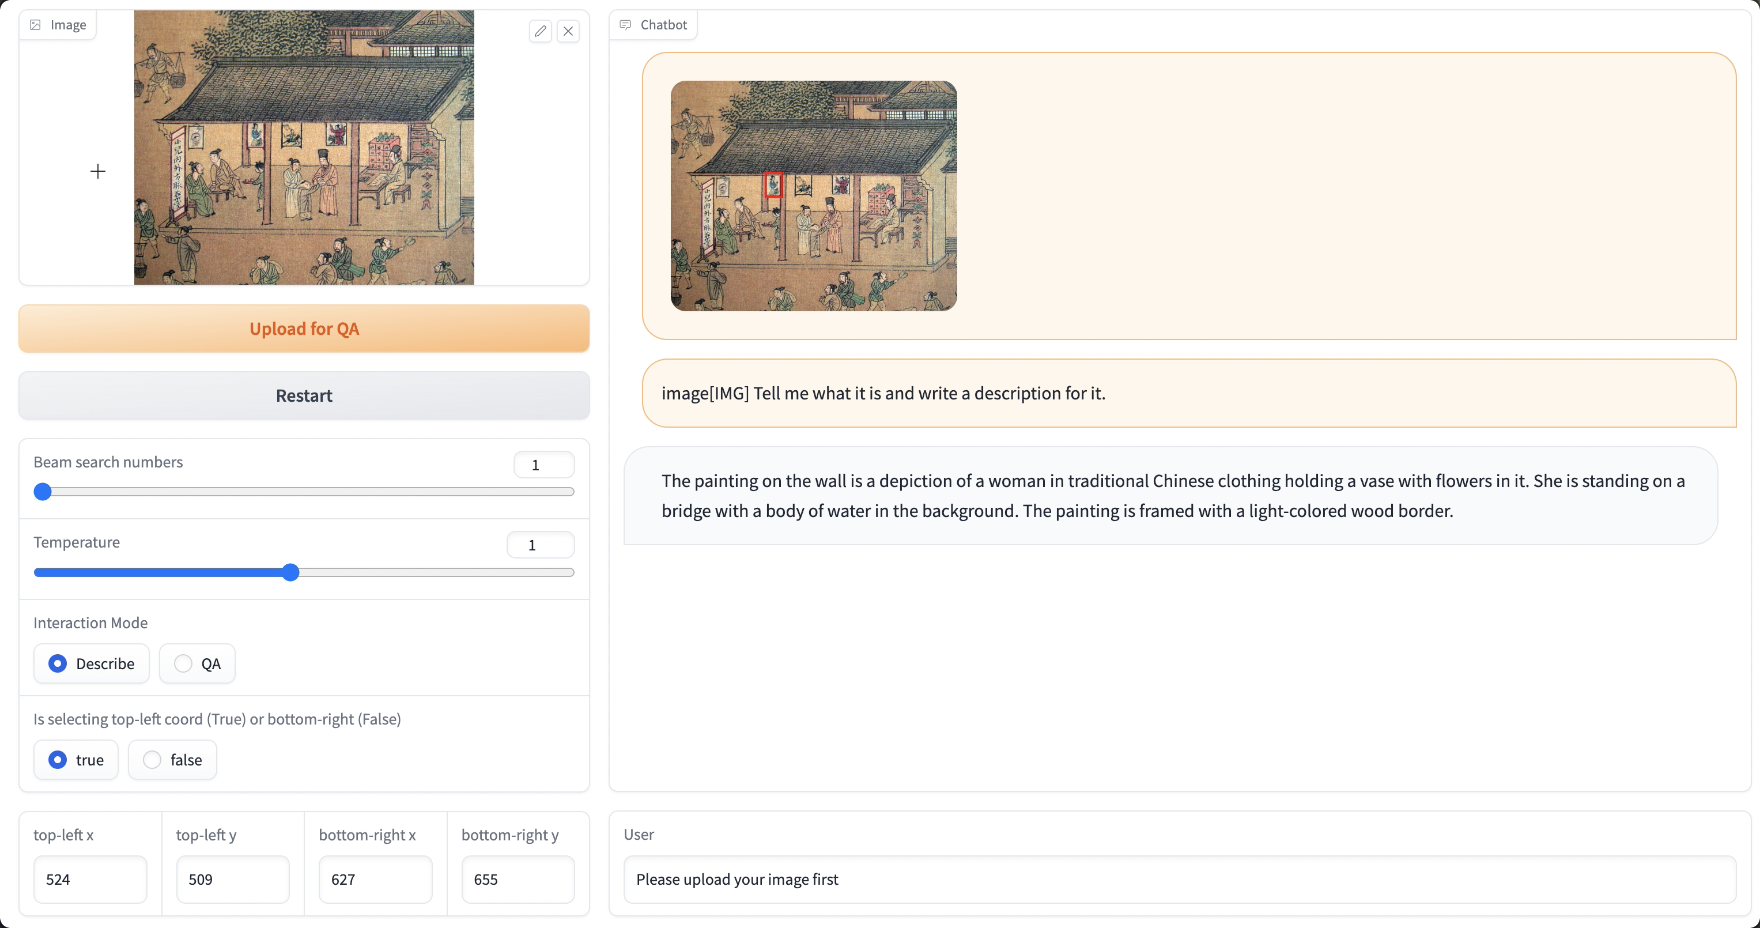 Image
Upload for QA
Restart
Beam search numbers
1
Temperature
1
Interaction Mode
Describe
QA
Is selecting top-left coord (True) or bottom-right (False)
true
false
top-left x
top-left y
bottom-right x
bottom-right y
524
509
627
655
Chatbot
image[IMG] Tell me what it is and write a description for it.
The painting on the wall is a depiction of a woman in traditional Chinese clothing holding a vase with flowers in it. She is standing on a
bridge with a body of water in the background. The painting is framed with a light-colored wood border.
User
Please upload your image first